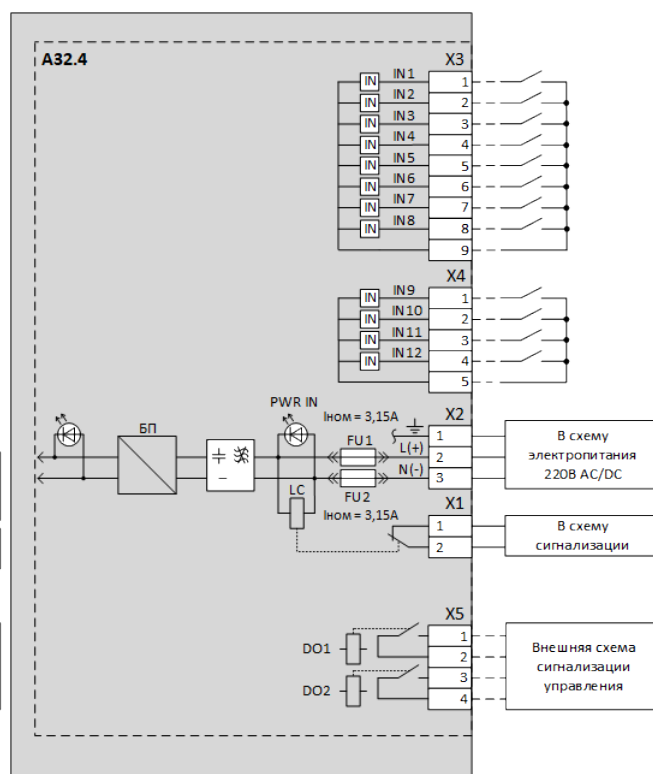 A32.4
X3
IN IN1 1
IN IN2 2
IN IN3 3
IN IN4 4
IN IN5 5
IN IN6 6
IN IN7 7
IN IN8 8
9
X4
IN IN9 1
IN IN10 2
IN IN11 3
IN IN12 4
5
PWR IN
Iном = 3,15А
X2
БП
FU1
L(+)
N(-)
1
2
3
В схему
электропитания
220В AC/DC
LC
FU2
Iном = 3,15А
X1
1
2
В схему
сигнализации
X5
DO1
DO2
1
2
3
4
Внешняя схема
сигнализации
управления